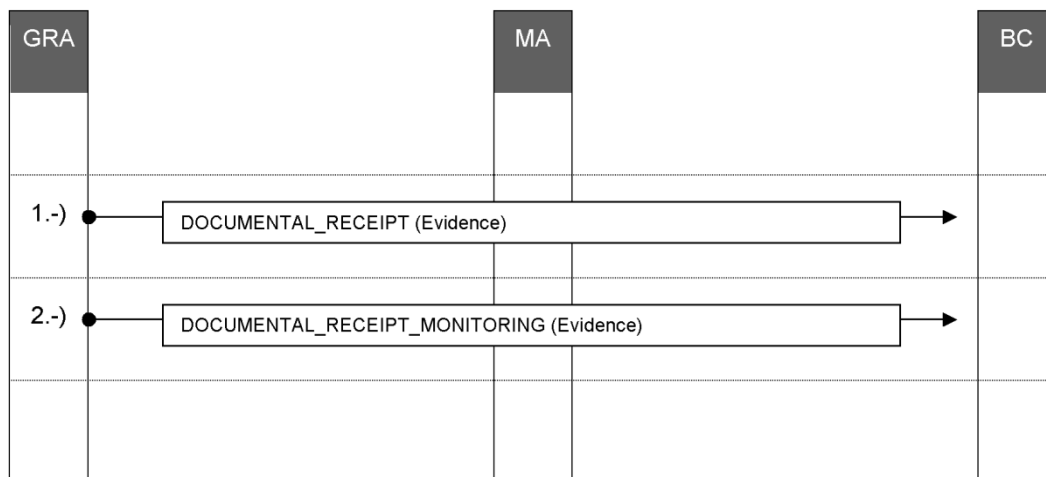 GRA
MA
BC
1.-)
DOCUMENTAL_RECEIPT (Evidence)
2.-)
DOCUMENTAL_RECEIPT_MONITORING (Evidence)